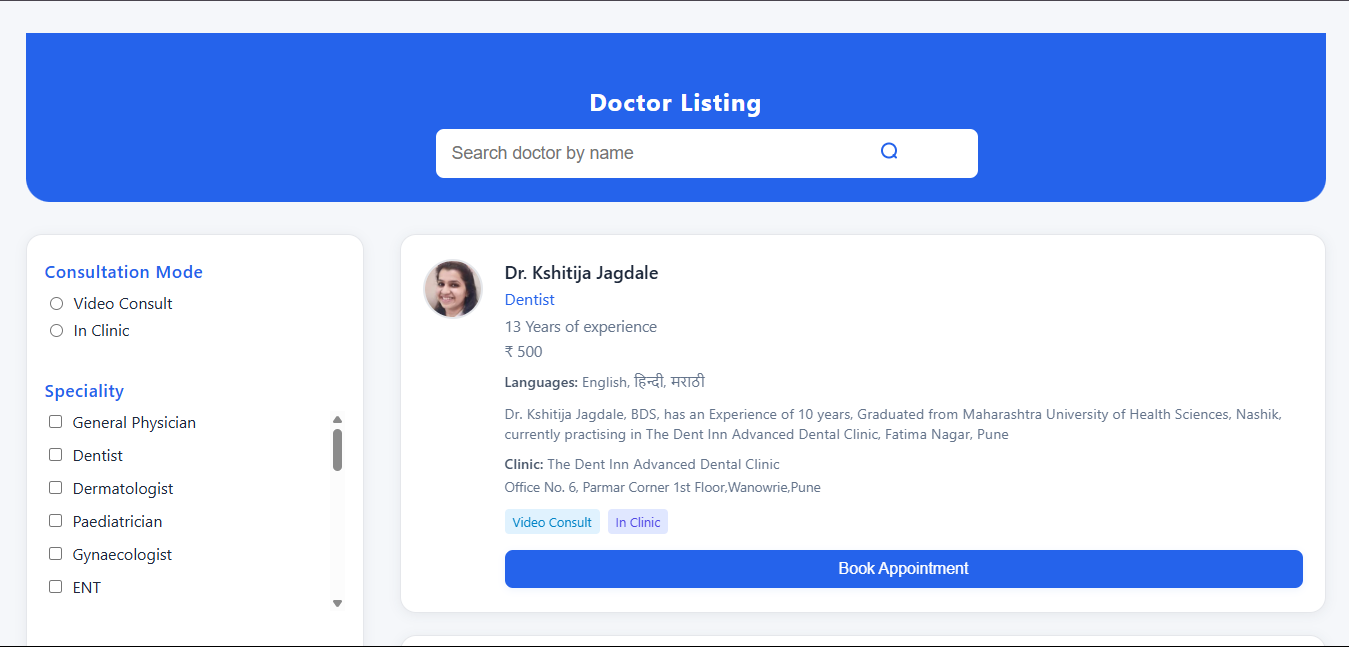 Doctor Listing
Search doctor by name
Consultation Mode
Video Consult
In Clinic
Speciality
General Physician
Dentist
Dermatologist
Paediatrician
Gynaecologist
ENT
Dr. Kshitija Jagdale
Dentist
13 Years of experience
₹ 500
Languages: English, हिन्दी, मराठी
Dr. Kshitija Jagdale, BDS, has an Experience of 10 years, Graduated from Maharashtra University of Health Sciences, Nashik,
currently practising in The Dent Inn Advanced Dental Clinic, Fatima Nagar, Pune
Clinic: The Dent Inn Advanced Dental Clinic
Office No. 6, Parmar Corner 1st Floor,Wanowrie,Pune
Video Consult In Clinic
Book Appointment